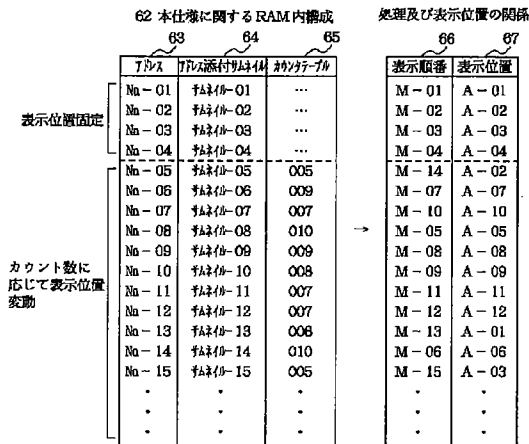 62 本仕様に関するRAM内構成 処理及び表示位置の関係
63 64 65 66 67
アドレス アドレス添付サムネイル カウンタテーブル 表示順番 表示位置
No-01 サムネイル-01 … M-01 A-01
No-02 サムネイル-02 … M-02 A-02
表示位置固定
No-03 サムネイル-03 … M-03 A-03
No-04 サムネイル-04 … M-04 A-04
No-05 サムネイル-05 005 M-14 A-02
No-06 サムネイル-06 009 M-07 A-07
No-07 サムネイル-07 007 M-10 A-10
No-08 サムネイル-08 010 → M-05 A-05
No-09 サムネイル-09 009 M-08 A-08
カウント数に
No-10 サムネイル-10 008 M-09 A-09
応じて表示位置
No-11 サムネイル-11 007 M-11 A-11
変動
No-12 サムネイル-12 007 M-12 A-12
No-13 サムネイル-13 006 M-13 A-01
No-14 サムネイル-14 010 M-06 A-06
No-15 サムネイル-15 005 M-15 A-03